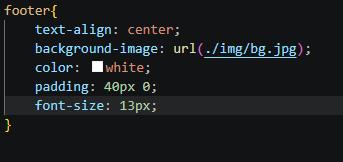 footer{
    text-align: center;
    background-image: url(./img/bg.jpg);
    color: white;
    padding: 40px 0;
    font-size: 13px;
}